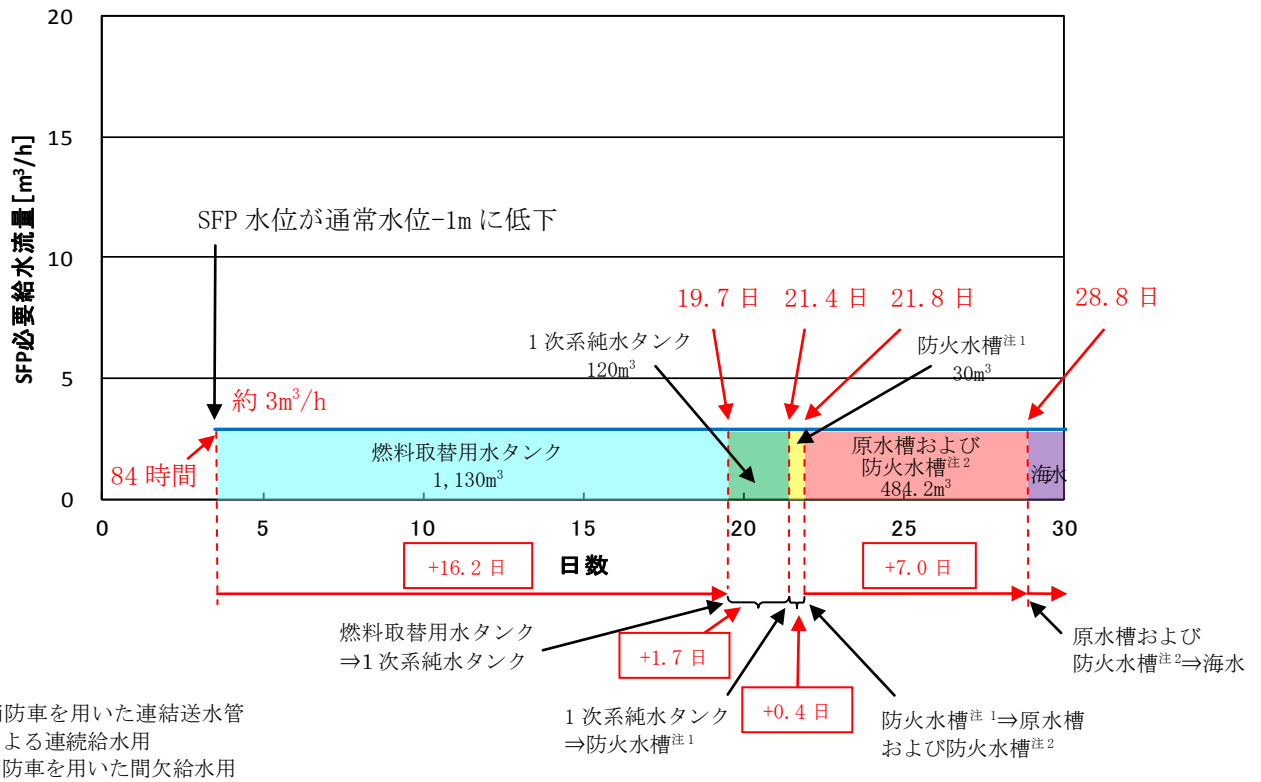 20
15
10
5
0
SFP必要給水流量[m³/h]
SFP 水位が通常水位-1m に低下
約 3m³/h
84 時間
19.7 日
21.4 日
21.8 日
28.8 日
1 次系純水タンク
120m³
防火水槽注1
30m³
燃料取替用水タンク
1,130m³
原水槽および
防火水槽注2
484.2m³
海水
0 5 10 15 20 25 30
日数
+16.2 日
+7.0 日
燃料取替用水タンク
⇒1 次系純水タンク
+1.7 日
1 次系純水タンク
⇒防火水槽注1
+0.4 日
防火水槽注 1⇒原水槽
および防火水槽注2
原水槽および
防火水槽注2⇒海水
防車を用いた連結送水管
よる連続給水用
防車を用いた間欠給水用